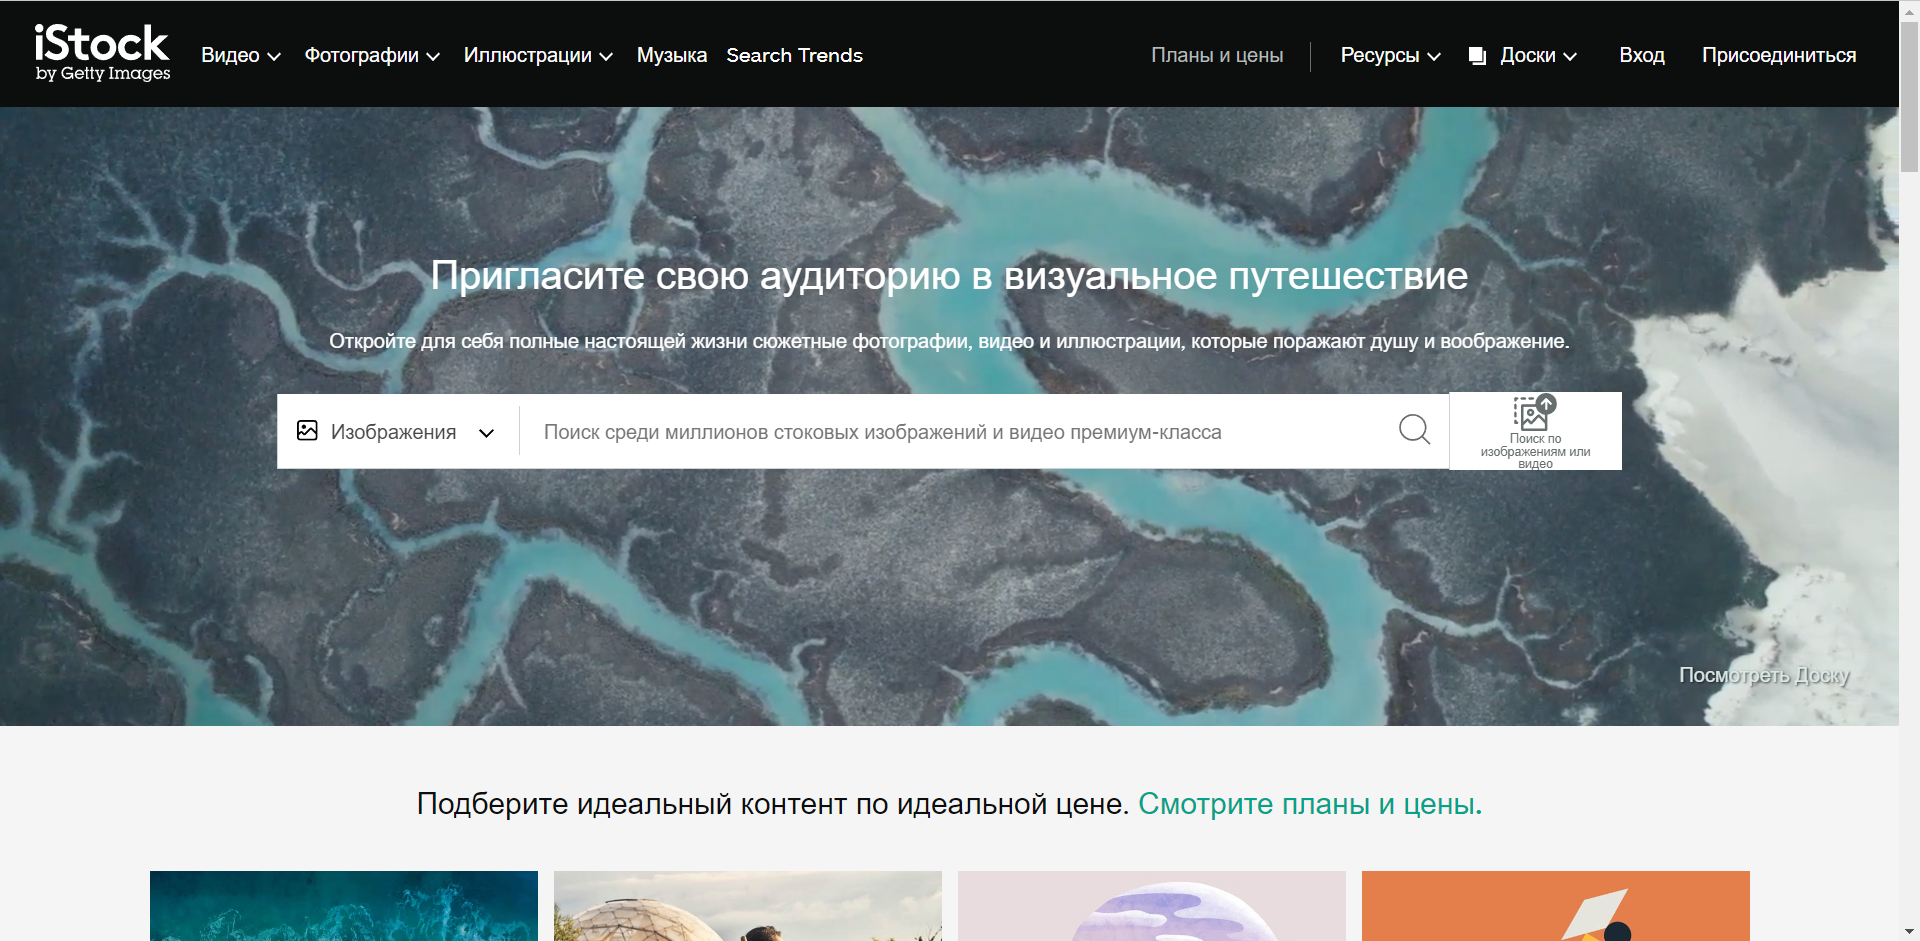 iStock
by Getty Images
Видео
Фотографии
Иллюстрации
Музыка
Search Trends
Планы и цены
Ресурсы
Доски
Вход
Присоединиться
Пригласите свою аудиторию в визуальное путешествие
Откройте для себя полные настоящей жизни сюжетные фотографии, видео и иллюстрации, которые поражают душу и воображение.
Изображения
Поиск среди миллионов стоковых изображений и видео премиум-класса
Поиск по
изображениям или
видео
Посмотреть Доску
Подберите идеальный контент по идеальной цене. Смотрите планы и цены.